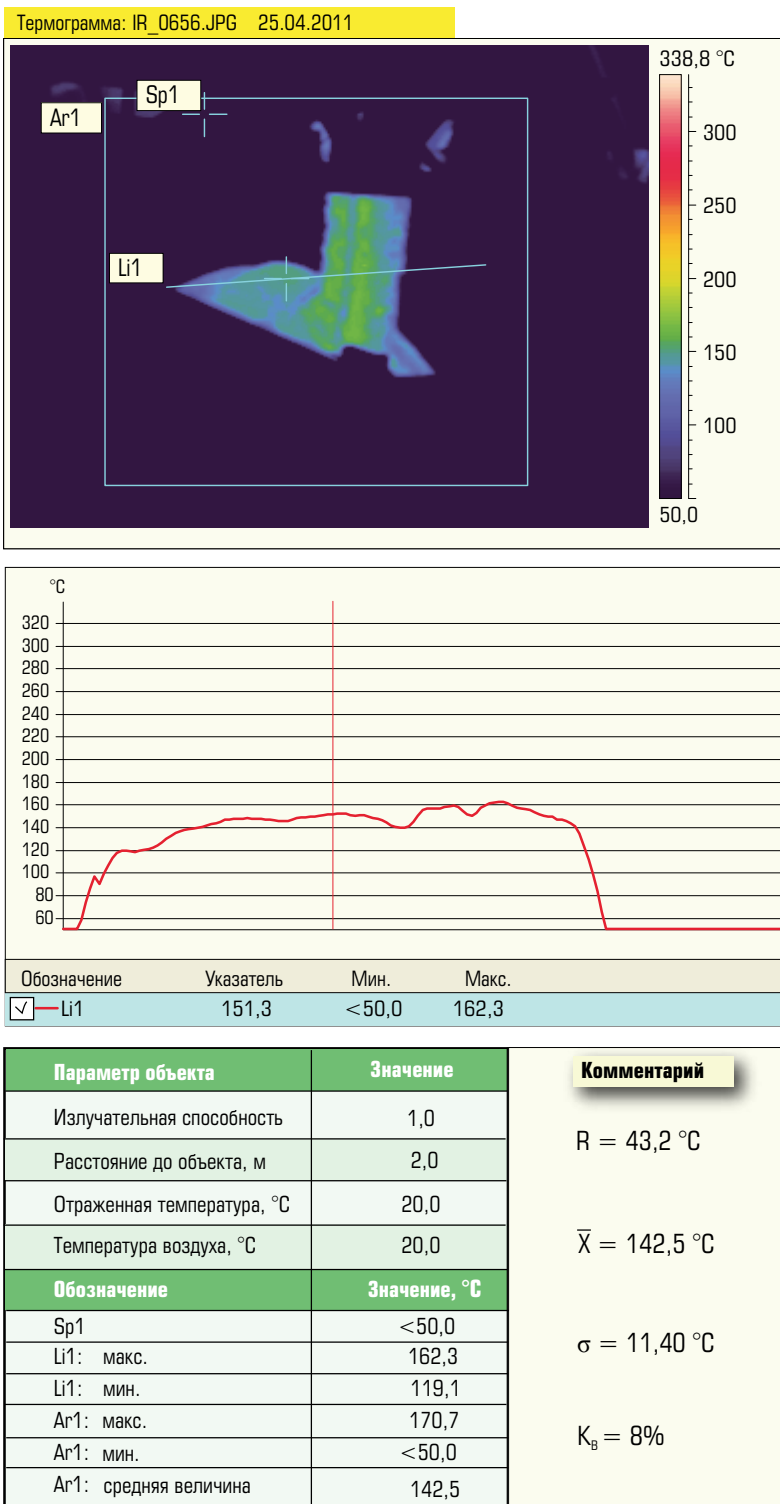 Термограмма: IR_0656.JPG 25.04.2011
338,8 °C
Sp1
Ar1
300
250
Li1
200
150
100
50,0
°C
320
300
280
260
240
220
200
180
160
140
120
100
80
60
Обозначение Указатель Мин. Макс.
Li1 151,3 <50,0 162,3
Параметр объекта Значение
Излучательная способность 1,0
Расстояние до объекта, м 2,0
Отраженная температура, °C 20,0
Температура воздуха, °C 20,0
Обозначение Значение, °C
Sp1 <50,0
Li1: макс. 162,3
Li1: мин. 119,1
Ar1: макс. 170,7
Ar1: мин. <50,0
Ar1: средняя величина 142,5
Комментарий
R = 43,2 °C
X̅ = 142,5 °C
σ = 11,40 °C
Kв = 8%